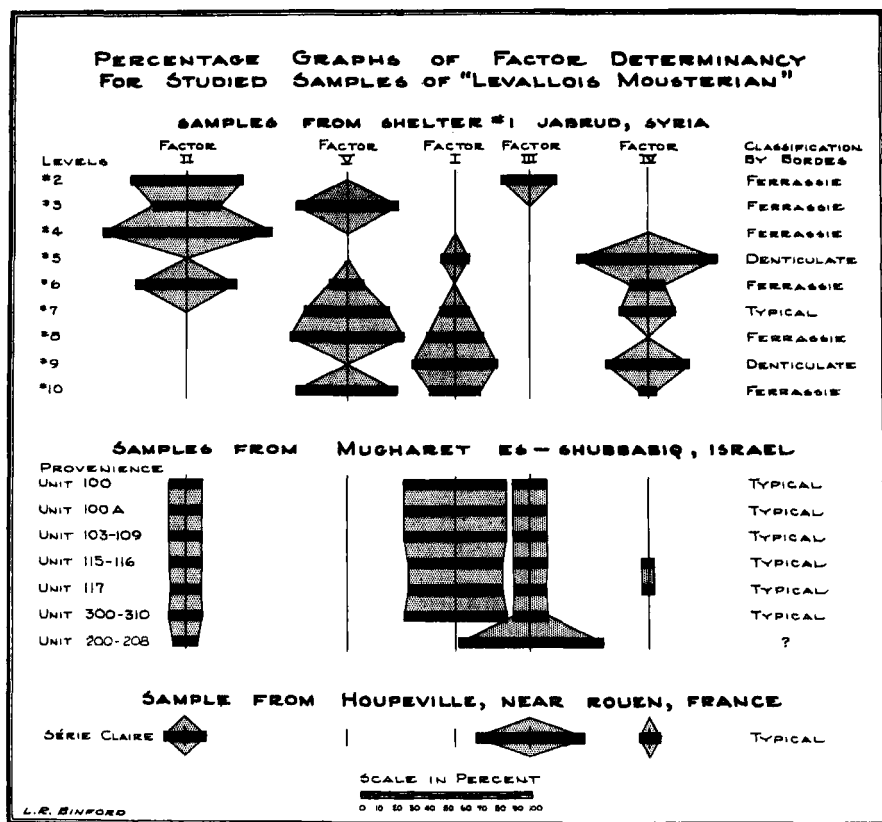 PERCENTAGE GRAPHS OF FACTOR DETERMINANCY
FOR STUDIED SAMPLES OF "LEVALLOIS MOUSTERIAN"
SAMPLES FROM SHELTER #1 JABRUD, SYRIA
LEVELS
FACTOR II
FACTOR V
FACTOR I
FACTOR III
FACTOR IV
CLASSIFICATION BY BORDES
#2 FERRASSIE
#3 FERRASSIE
#4 FERRASSIE
#5 DENTICULATE
#6 FERRASSIE
#7 TYPICAL
#8 FERRASSIE
#9 DENTICULATE
#10 FERRASSIE
SAMPLES FROM MUGHARET ES-SHUBBABIQ, ISRAEL
PROVENIENCE
UNIT 100 TYPICAL
UNIT 100 A TYPICAL
UNIT 103-109 TYPICAL
UNIT 115-116 TYPICAL
UNIT 117 TYPICAL
UNIT 300-310 TYPICAL
UNIT 200-208 ?
SAMPLE FROM HOUPEVILLE, NEAR ROUEN, FRANCE
SÉRIE CLAIRE TYPICAL
SCALE IN PERCENT
0 10 20 30 40 50 60 70 80 90 100
L.R. BINFORD